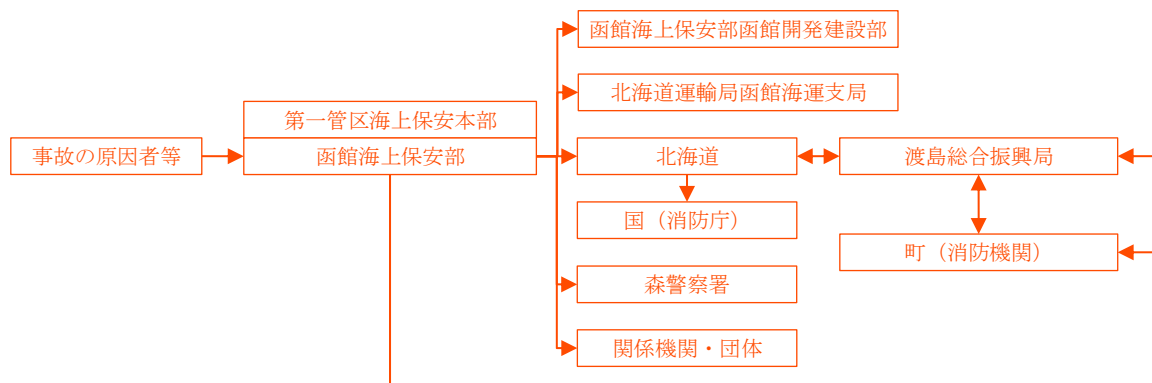 函館海上保安部函館開発建設部
北海道運輸局函館海運支局
第一管区海上保安本部
事故の原因者等
函館海上保安部
北海道
渡島総合振興局
国（消防庁）
町（消防機関）
森警察署
関係機関・団体